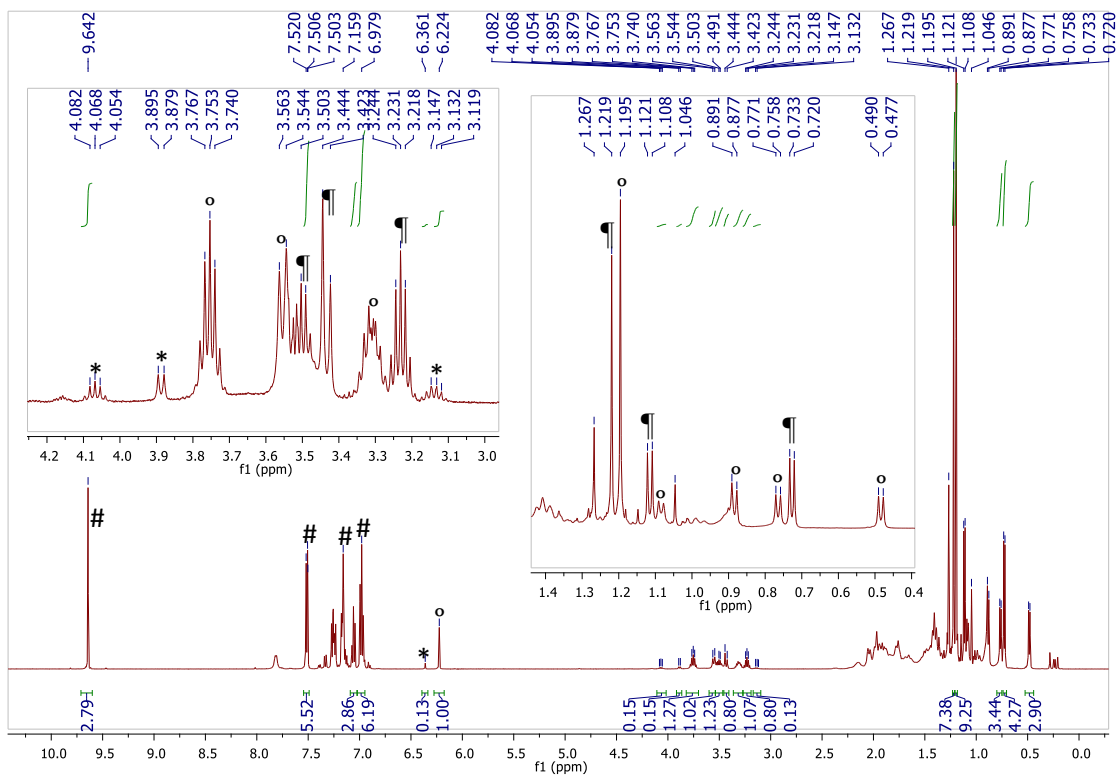 9.642 7.520 7.506 7.503 7.159 6.979 6.361 6.224 4.082 4.068 4.054 3.895 3.879 3.767 3.753 3.740 3.563 3.544 3.503 3.491 3.444 3.423 3.244 3.231 3.218 3.147 3.132 1.267 1.219 1.195 1.121 1.108 1.046 0.891 0.877 0.771 0.758 0.733 0.720
4.082 4.068 4.054 3.895 3.879 3.767 3.753 3.740 3.563 3.544 3.503 3.444 3.423 3.244 3.231 3.218 3.147 3.132 3.119
* * o o ¶ ¶ o ¶ *
4.2 4.1 4.0 3.9 3.8 3.7 3.6 3.5 3.4 3.3 3.2 3.1 3.0
f1 (ppm)
1.267 1.219 1.195 1.121 1.108 1.046 0.891 0.877 0.771 0.758 0.733 0.720 0.490 0.477
¶ o ¶ o o o ¶ o
1.4 1.3 1.2 1.1 1.0 0.9 0.8 0.7 0.6 0.5 0.4
f1 (ppm)
# # # # * o
2.79 5.52 2.86 6.19 0.13 1.00 0.15 0.15 1.27 1.02 1.23 0.80 1.07 0.80 0.13 7.38 9.25 3.44 4.27 2.90
10.0 9.5 9.0 8.5 8.0 7.5 7.0 6.5 6.0 5.5 5.0 4.5 4.0 3.5 3.0 2.5 2.0 1.5 1.0 0.5 0.0
f1 (ppm)